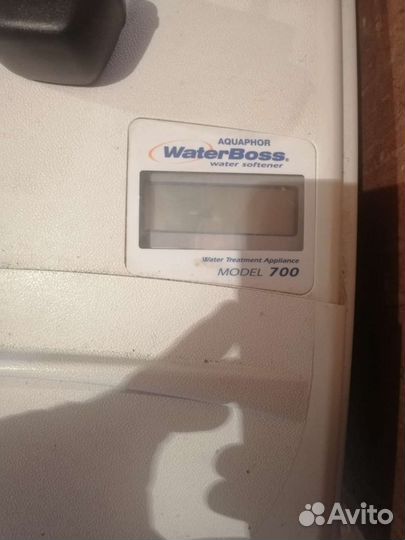 AQUAPHOR
WaterBoss®
water softener
Water Treatment Appliance
MODEL 700
Avito